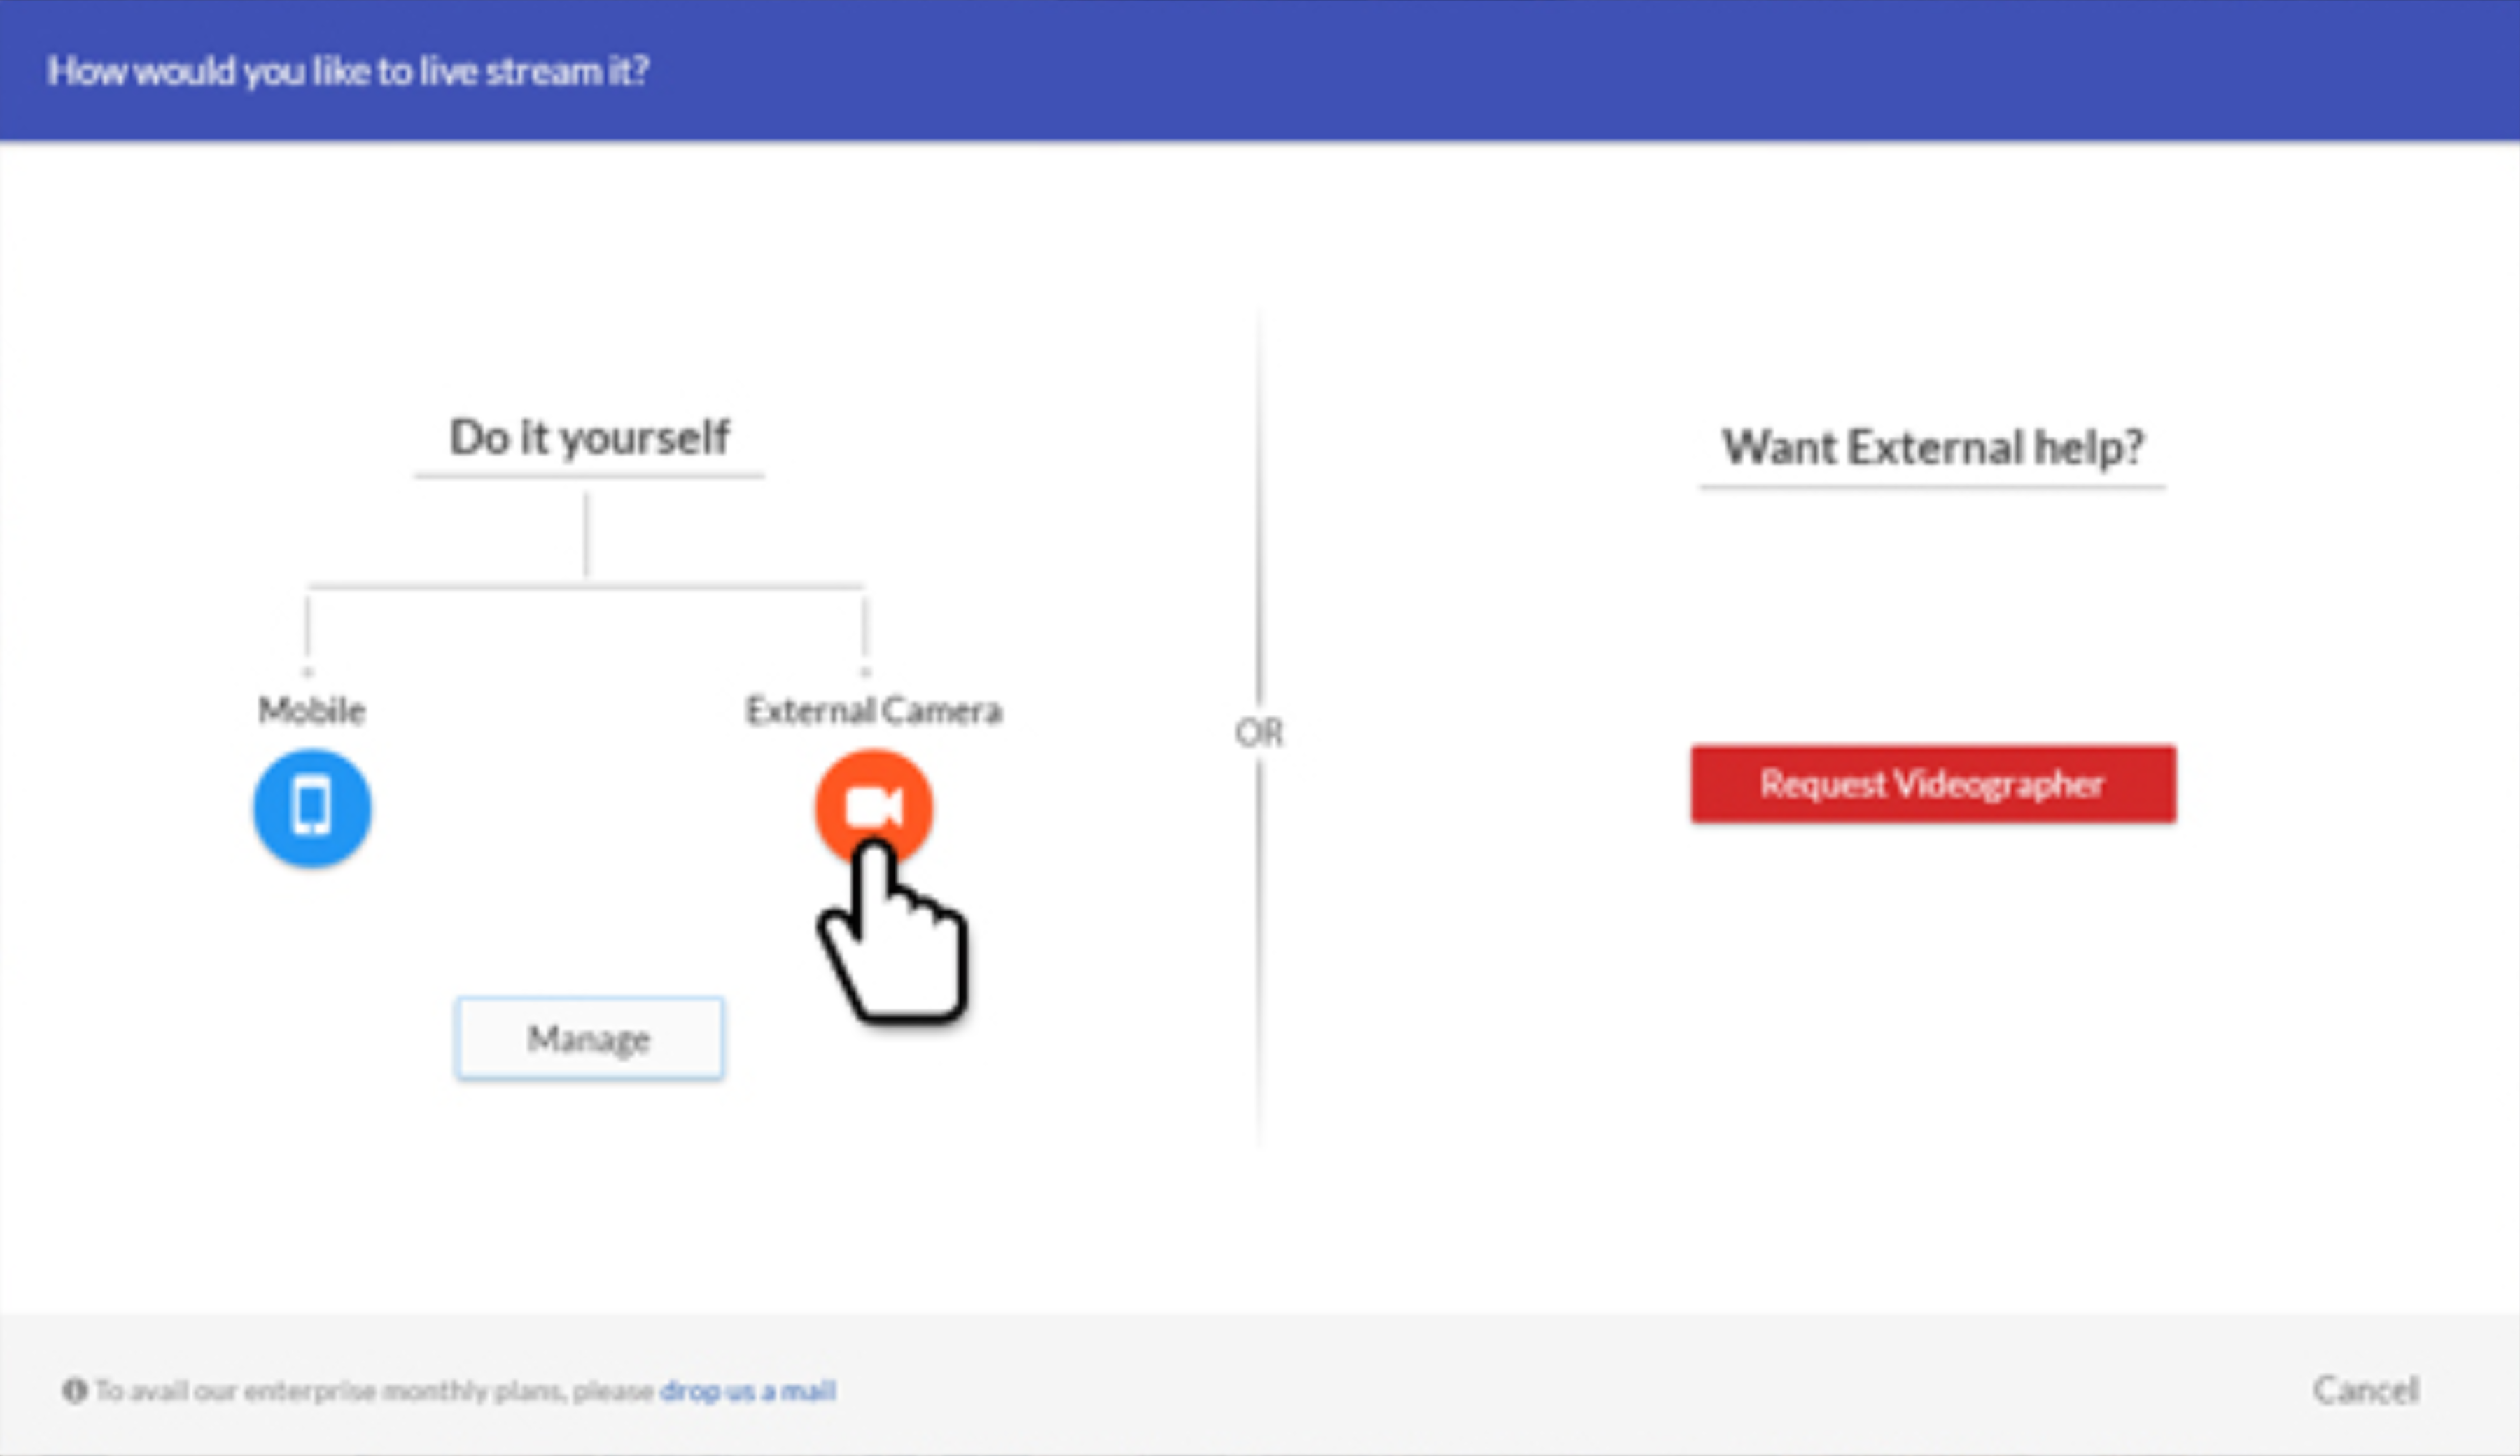 How would you like to live stream it?
Do it yourself
Mobile
External Camera
Manage
OR
Want External help?
Request Videographer
To avail our enterprise monthly plans, please drop us a mail
Cancel